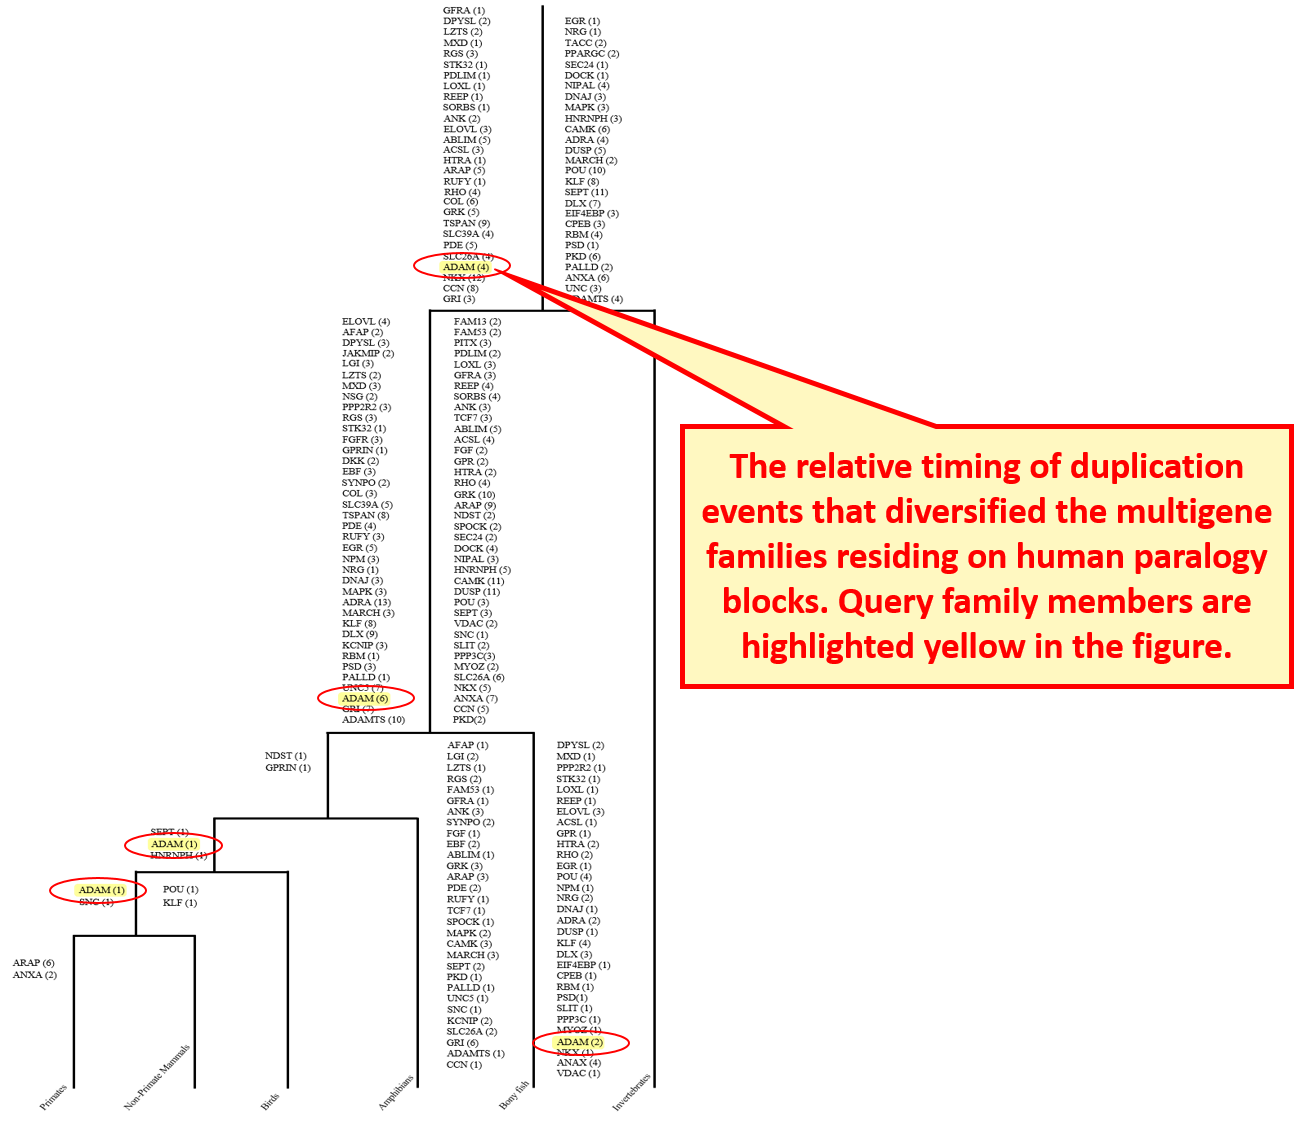 GFRA (1)
DPYSL (2)
LZTS (2)
MXD (1)
RGS (3)
STK32 (1)
PDLIM (1)
LOXL (1)
REEP (1)
SORBS (1)
ANK (2)
ELOVL (3)
ABLIM (5)
ACSL (3)
HTRA (1)
ARAP (5)
RUFY (1)
RHO (4)
COL (6)
GRK (5)
TSPAN (9)
SLC39A (4)
PDE (5)
SLC26A (4)
ADAM (4)
NKX (12)
CCN (8)
GRI (3)
EGR (1)
NRG (1)
TACC (2)
PPARGC (2)
SEC24 (1)
DOCK (1)
NIPAL (4)
DNAJ (3)
MAPK (3)
HNRNPH (3)
CAMK (6)
ADRA (4)
DUSP (5)
MARCH (2)
POU (10)
KLF (8)
SEPT (11)
DLX (7)
EIF4EBP (3)
CPEB (3)
RBM (4)
PSD (1)
PKD (6)
PALLD (2)
ANXA (6)
UNC (3)
ADAMTS (4)
ELOVL (4)
AFAP (2)
DPYSL (3)
JAKMIP (2)
LGI (3)
LZTS (2)
MXD (3)
NSG (2)
PPP2R2 (3)
RGS (3)
STK32 (1)
FGFR (3)
GPRIN (1)
DKK (2)
EBF (3)
SYNPO (2)
COL (3)
SLC39A (5)
TSPAN (8)
PDE (4)
RUFY (3)
EGR (5)
NPM (3)
NRG (1)
DNAJ (3)
MAPK (3)
ADRA (13)
MARCH (3)
KLF (8)
DLX (9)
KCNIP (3)
RBM (1)
PSD (3)
PALLD (1)
UNC5 (7)
ADAM (6)
GRI (7)
ADAMTS (10)
FAM13 (2)
FAM53 (2)
PITX (3)
PDLIM (2)
LOXL (3)
GFRA (3)
REEP (4)
SORBS (4)
ANK (3)
TCF7 (3)
ABLIM (5)
ACSL (4)
FGF (2)
GPR (2)
HTRA (2)
RHO (4)
GRK (10)
ARAP (9)
NDST (2)
SPOCK (2)
SEC24 (2)
DOCK (4)
NIPAL (3)
HNRNPH (5)
CAMK (11)
DUSP (11)
POU (3)
SEPT (3)
VDAC (2)
SNC (1)
SLIT (2)
PPP3C(3)
MYOZ (2)
SLC26A (6)
NKX (5)
ANXA (7)
CCN (5)
PKD(2)
The relative timing of duplication
events that diversified the multigene
families residing on human paralogy
blocks. Query family members are
highlighted yellow in the figure.
NDST (1)
GPRIN (1)
AFAP (1)
LGI (2)
LZTS (1)
RGS (2)
FAM53 (1)
GFRA (1)
ANK (3)
SYNPO (2)
FGF (1)
EBF (2)
ABLIM (1)
GRK (3)
ARAP (3)
PDE (2)
RUFY (1)
TCF7 (1)
SPOCK (1)
MAPK (2)
CAMK (3)
MARCH (3)
SEPT (2)
PKD (1)
PALLD (1)
UNC5 (1)
SNC (1)
KCNIP (2)
SLC26A (2)
GRI (6)
ADAMTS (1)
CCN (1)
DPYSL (2)
MXD (1)
PPP2R2 (1)
STK32 (1)
LOXL (1)
REEP (1)
ELOVL (3)
ACSL (1)
GPR (1)
HTRA (2)
RHO (2)
EGR (1)
POU (4)
NPM (1)
NRG (2)
DNAJ (1)
ADRA (2)
DUSP (1)
KLF (4)
DLX (3)
EIF4EBP (1)
CPEB (1)
RBM (1)
PSD(1)
SLIT (1)
PPP3C (1)
MYOZ (1)
ADAM (2)
NKX (1)
ANAX (4)
VDAC (1)
SEPT (1)
ADAM (1)
HNRNPH (1)
ADAM (1)
SNC (1)
POU (1)
KLF (1)
ARAP (6)
ANXA (2)
Primates
Non-Primate Mammals
Birds
Amphibians
Bony fish
Invertebrates